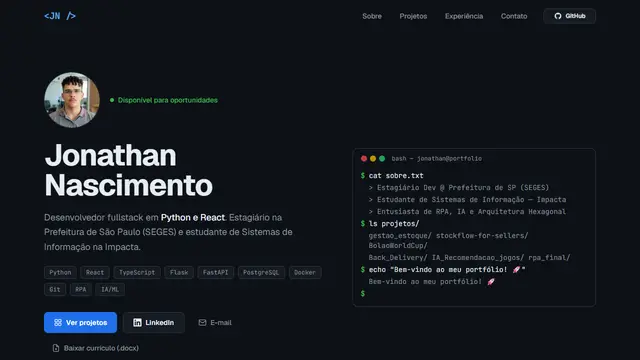 <JN />
Sobre
Projetos
Experiência
Contato
GitHub
Disponível para oportunidades
Jonathan
Nascimento
Desenvolvedor fullstack em Python e React. Estagiário na
Prefeitura de São Paulo (SEGES) e estudante de Sistemas de
Informação na Impacta.
Python
React
TypeScript
Flask
FastAPI
PostgreSQL
Docker
Git
RPA
IA/ML
Ver projetos
LinkedIn
E-mail
Baixar currículo (.docx)
bash — jonathan@portfolio
$ cat sobre.txt
> Estagiário Dev @ Prefeitura de SP (SEGES)
> Estudante de Sistemas de Informação — Impacta
> Entusiasta de RPA, IA e Arquitetura Hexagonal
$ ls projetos/
gestao_estoque/ stockflow-for-sellers/
BolaoWorldCup/
Back_Delivery/ IA_Recomendacao_jogos/ rpa_final/
$ echo "Bem-vindo ao meu portfólio! 🚀"
Bem-vindo ao meu portfólio! 🚀
$